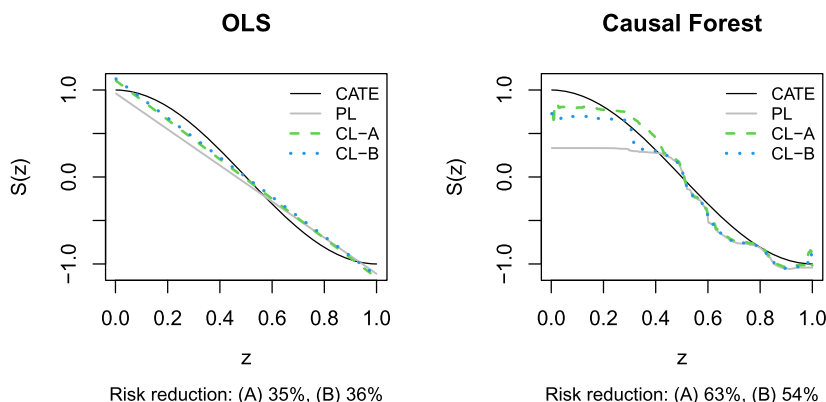 OLS
S(z)
1.0
0.0
−1.0
CATE
PL
CL−A
CL−B
0.0 0.2 0.4 0.6 0.8 1.0
z
Risk reduction: (A) 35%, (B) 36%
Causal Forest
S(z)
1.0
0.0
−1.0
CATE
PL
CL−A
CL−B
0.0 0.2 0.4 0.6 0.8 1.0
z
Risk reduction: (A) 63%, (B) 54%